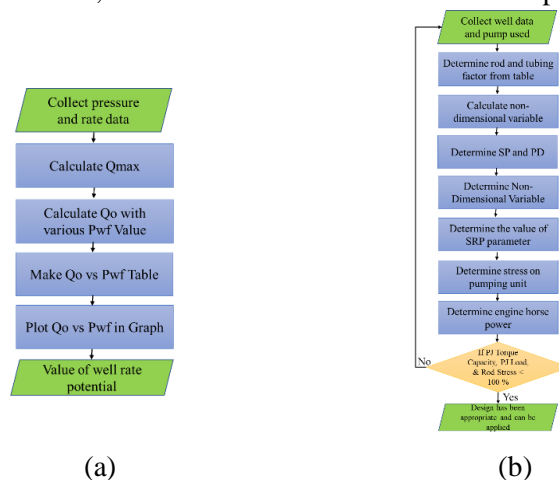 Collect pressure
and rate data
Calculate Qmax
Calculate Qo with
various Pwf Value
Make Qo vs Pwf Table
Plot Qo vs Pwf in Graph
Value of well rate
potential
(a)
Collect well data
and pump used
Determine rod and tubing
factor from table
Calculate non-
dimensional variable
Determine SP and PD
Determine Non-
Dimensional Variable
Determine the value of
SRP parameter
Determine stress on
pumping unit
Determine engine horse
power
If PJ Torque
Capacity, PJ Load,
& Rod Stress <
100 %
No
Yes
Design has been
appropriate and can be
applied
(b)